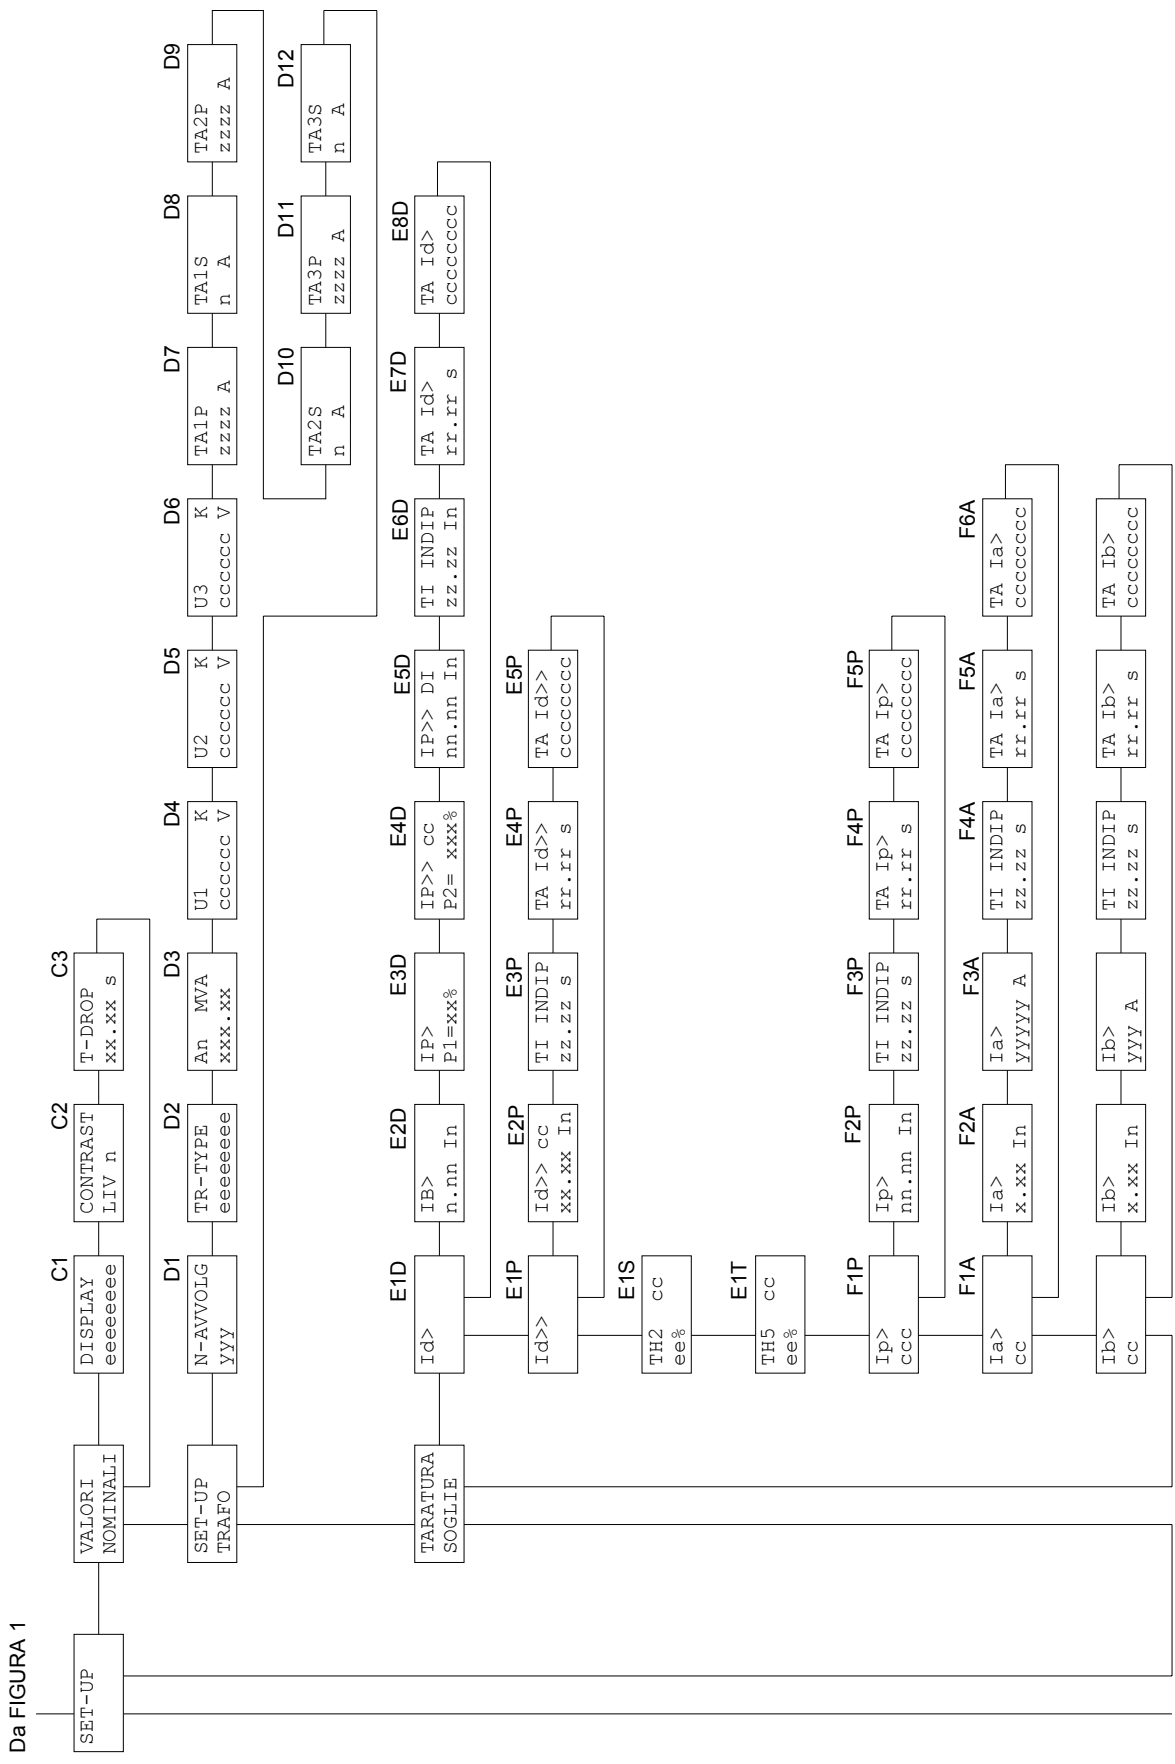 Da FIGURA 1
SET-UP
VALORI
NOMINALI
C1
DISPLAY
eeeeeeee
C2
CONTRAST
LIV n
C3
T-DROP
xx.xx s
SET-UP
TRAFO
D1
N-AVVOLG
yyy
D2
TR-TYPE
eeeeeeee
D3
An MVA
xxx.xx
D4
U1 K
cccccc V
D5
U2 K
cccccc V
D6
U3 K
cccccc V
D7
TA1P
zzzz A
D8
TA1S
n A
D9
TA2P
zzzz A
D10
TA2S
n A
D11
TA3P
zzzz A
D12
TA3S
n A
TARATURA
SOGLIE
E1D
Id>
E2D
IB>
n.nn In
E3D
IP>
P1=xx%
E4D
IP>> cc
P2= xxx%
E5D
IP>> DI
nn.nn In
E6D
TI INDIP
zz.zz In
E7D
TA Id>
rr.rr s
E8D
TA Id>
cccccccc
E1P
Id>>
E2P
Id>> cc
xx.xx In
E3P
TI INDIP
zz.zz s
E4P
TA Id>>
rr.rr s
E5P
TA Id>>
cccccccc
E1S
TH2 cc
ee%
E1T
TH5 cc
ee%
F1P
Ip>
ccc
F2P
Ip>
nn.nn In
F3P
TI INDIP
zz.zz s
F4P
TA Ip>
rr.rr s
F5P
TA Ip>
cccccccc
F1A
Ia>
cc
F2A
Ia>
x.xx In
F3A
Ia>
yyyyy A
F4A
TI INDIP
zz.zz s
F5A
TA Ia>
rr.rr s
F6A
TA Ia>
cccccccc
Ib>
cc
Ib>
x.xx In
Ib>
yyy A
TI INDIP
zz.zz s
TA Ib>
rr.rr s
TA Ib>
cccccccc